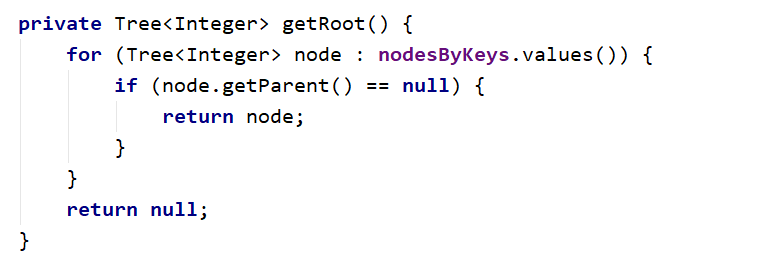 private Tree<Integer> getRoot() {
    for (Tree<Integer> node : nodesByKeys.values()) {
        if (node.getParent() == null) {
            return node;
        }
    }
    return null;
}